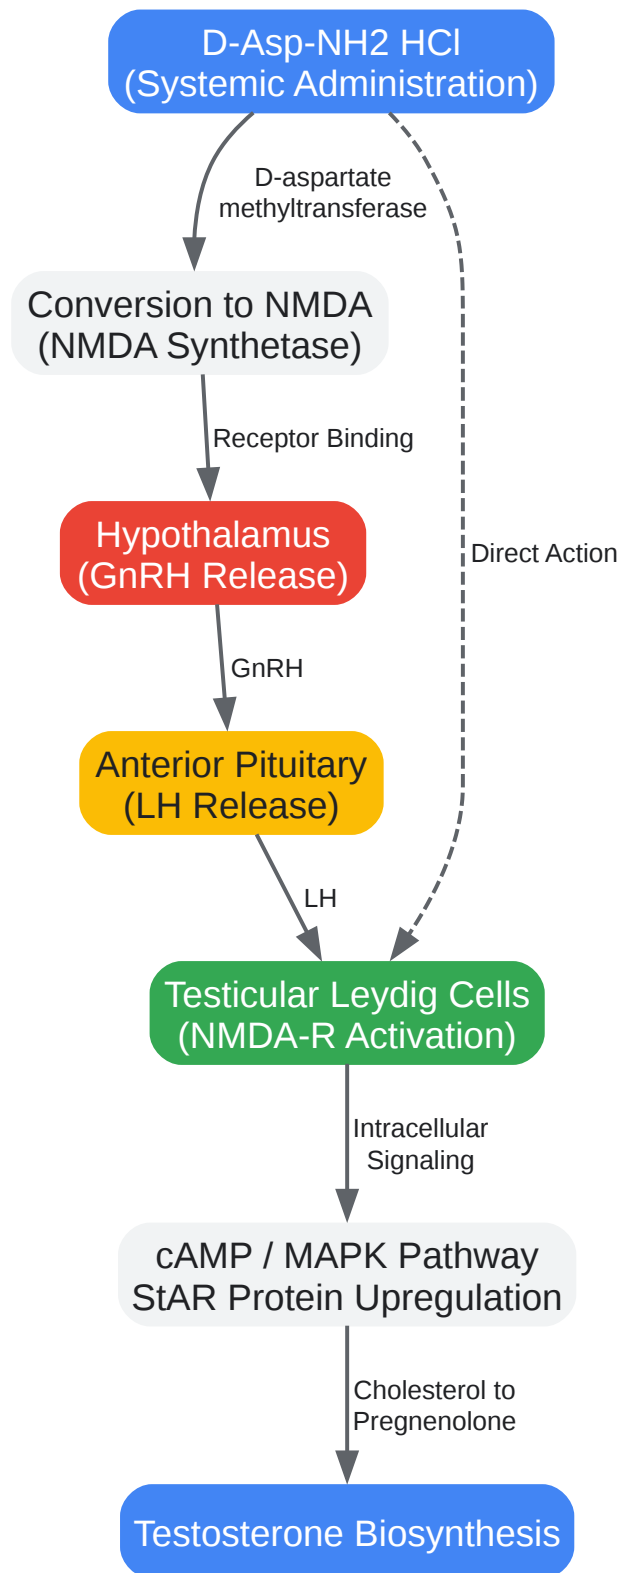 D-Asp-NH2 HCl
(Systemic Administration)
D-aspartate
methyltransferase
Conversion to NMDA
(NMDA Synthetase)
Receptor Binding
Hypothalamus
(GnRH Release)
Direct Action
GnRH
Anterior Pituitary
(LH Release)
LH
Testicular Leydig Cells
(NMDA-R Activation)
Intracellular
Signaling
cAMP / MAPK Pathway
StAR Protein Upregulation
Cholesterol to
Pregnenolone
Testosterone Biosynthesis